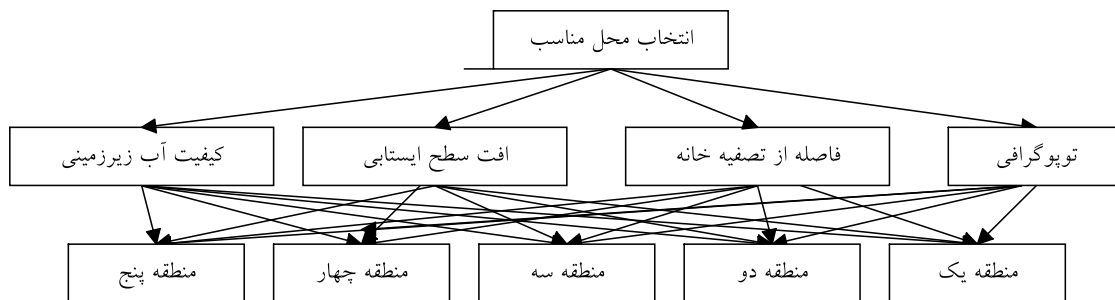 انتخاب محل مناسب
توپوگرافی
فاصله از تصفیه خانه
افت سطح ایستابی
کیفیت آب زیرزمینی
منطقه یک
منطقه دو
منطقه سه
منطقه چهار
منطقه پنج